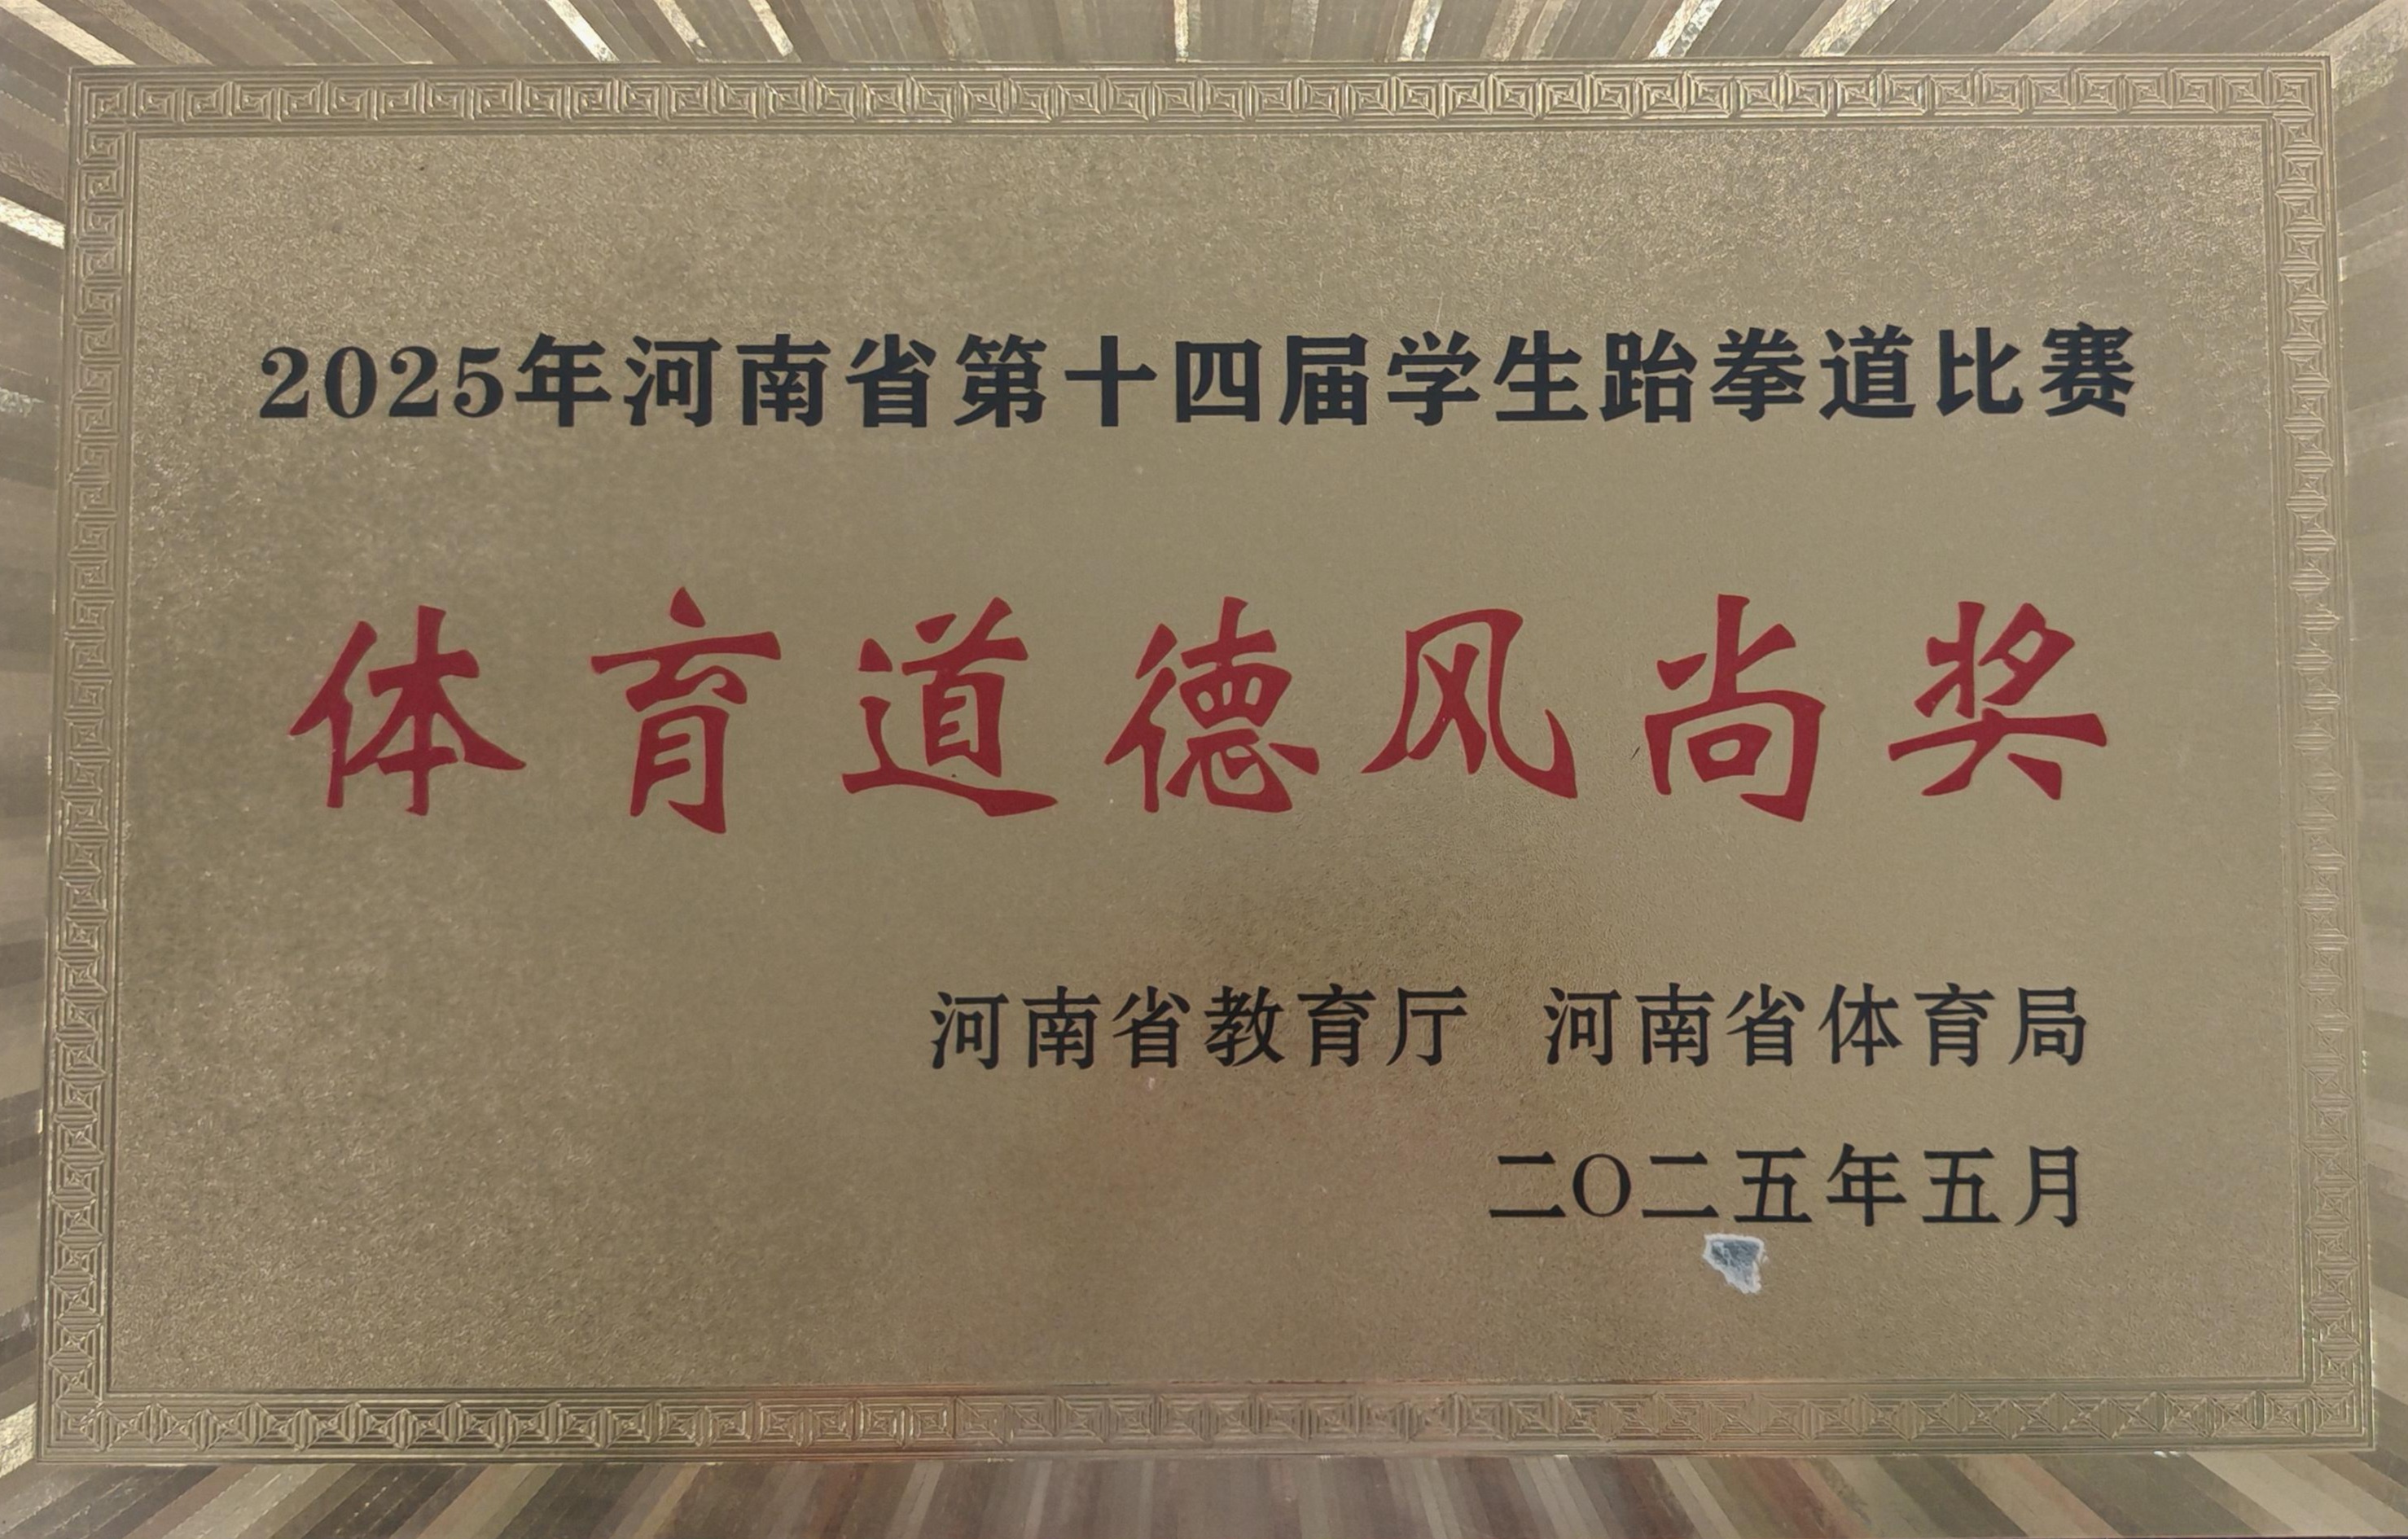 2025年河南省第十四届学生跆拳道比赛
体育道德风尚奖
河南省教育厅 河南省体育局
二〇二五年五月